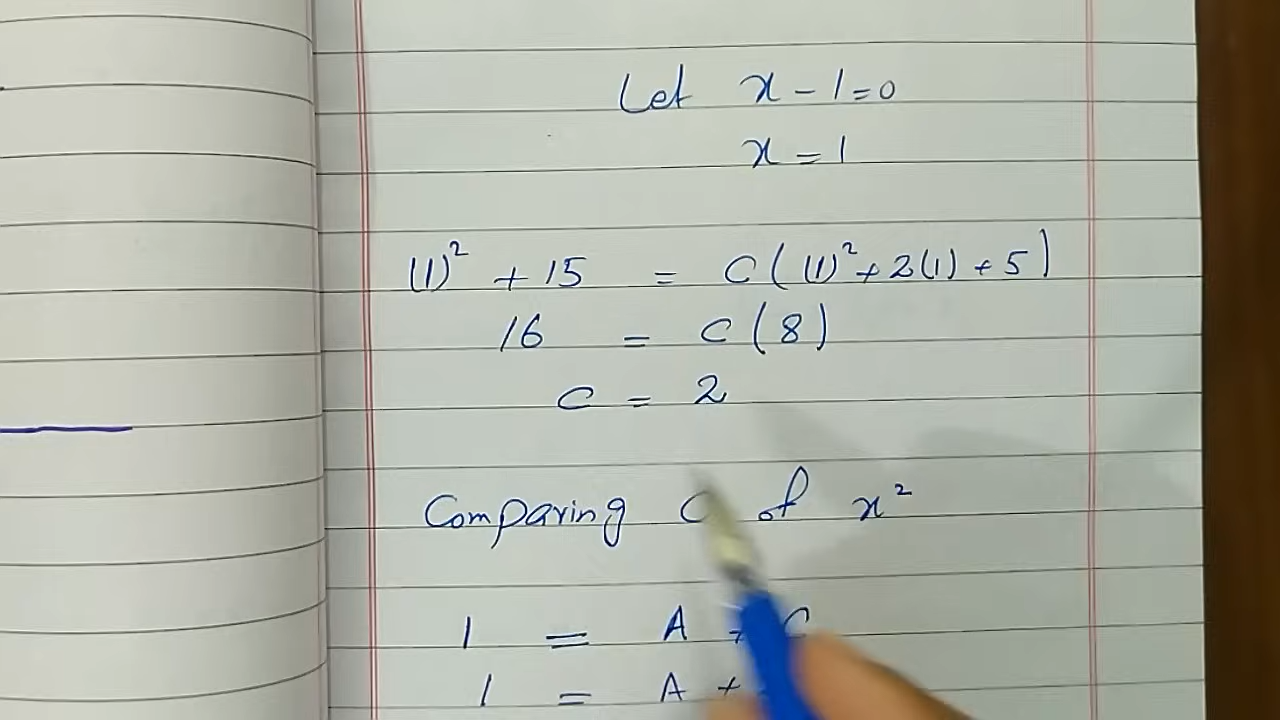 Let x - 1 = 0
x = 1
(1)² + 15 = C((1)² + 2(1) + 5)
16 = C(8)
C = 2
Comparing C of x²
1 = A + C
1 = A +